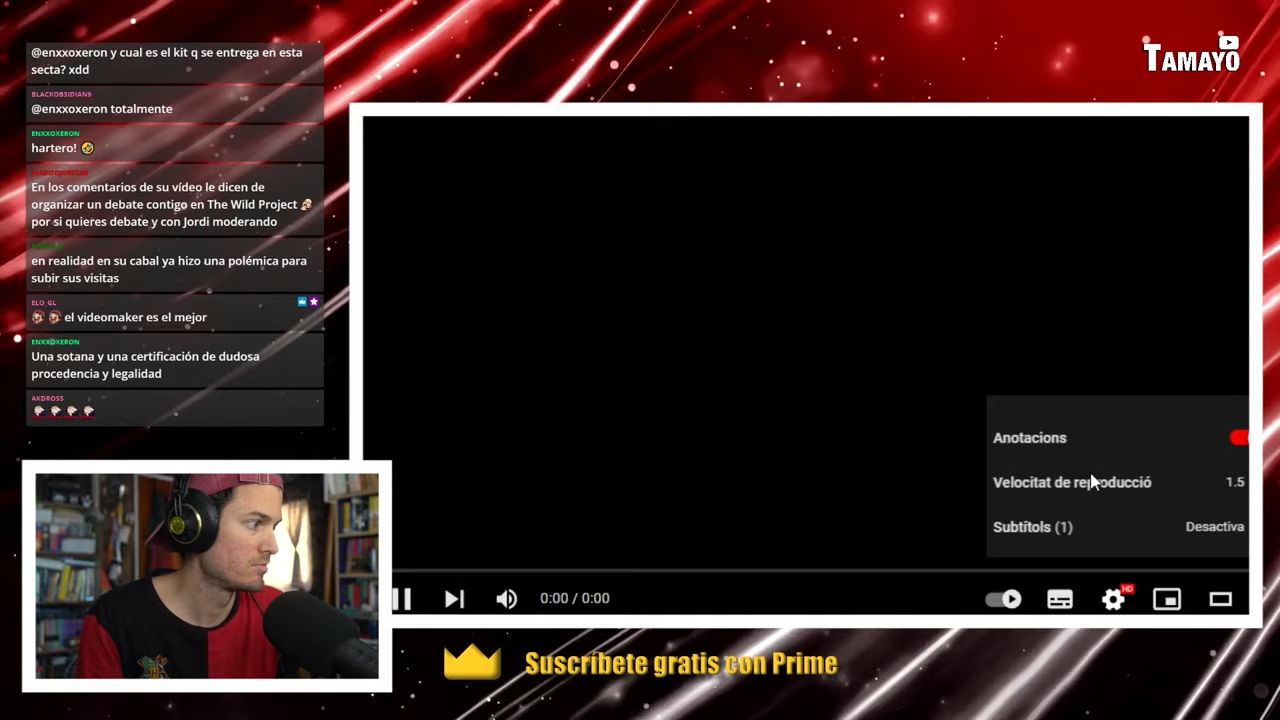 TAMAYO
@enxxoxeron y cual es el kit q se entrega en esta
secta? xdd
BLACKOBSIDIAN9
@enxxoxeron totalmente
ENXXOXERON
hartero!
En los comentarios de su vídeo le dicen de
organizar un debate contigo en The Wild Project
por si quieres debate y con Jordi moderando
en realidad en su cabal ya hizo una polémica para
subir sus visitas
ELO_GL
el videomaker es el mejor
ENXXOXERON
Una sotana y una certificación de dudosa
procedencia y legalidad
AKDROSS
Anotacions
Velocitat de reproducció 1.5
Subtítols (1) Desactiva
0:00 / 0:00
HD
Suscríbete gratis con Prime